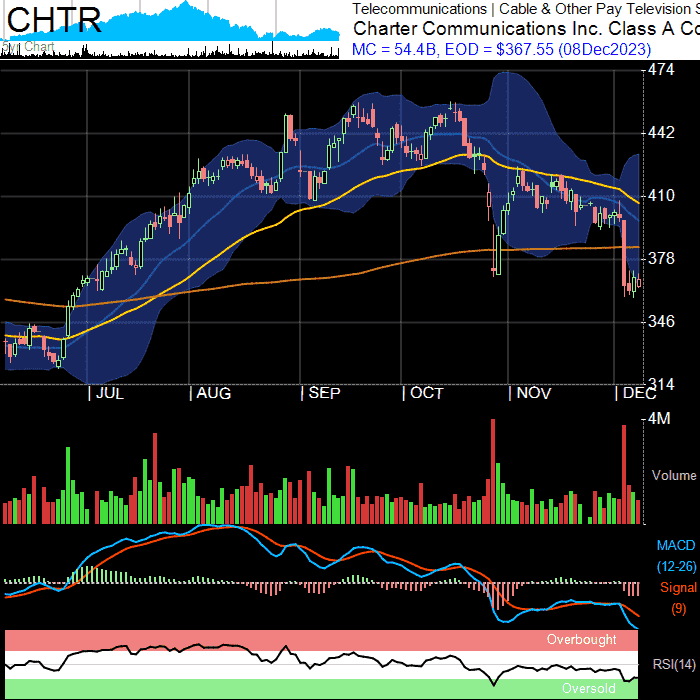 CHTR
Telecommunications | Cable & Other Pay Television S
Charter Communications Inc. Class A Co
MC = 54.4B, EOD = $367.55 (08Dec2023)
5yr Chart
474
442
410
378
346
314
JUL
AUG
SEP
OCT
NOV
DEC
4M
Volume
MACD
(12-26)
Signal
(9)
Overbought
RSI(14)
Oversold